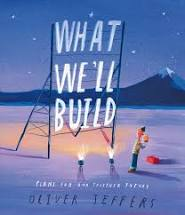 WHAT
WE'LL
BUILD
PLANS FOR OUR TOGETHER FUTURE
OLIVER JEFFERS